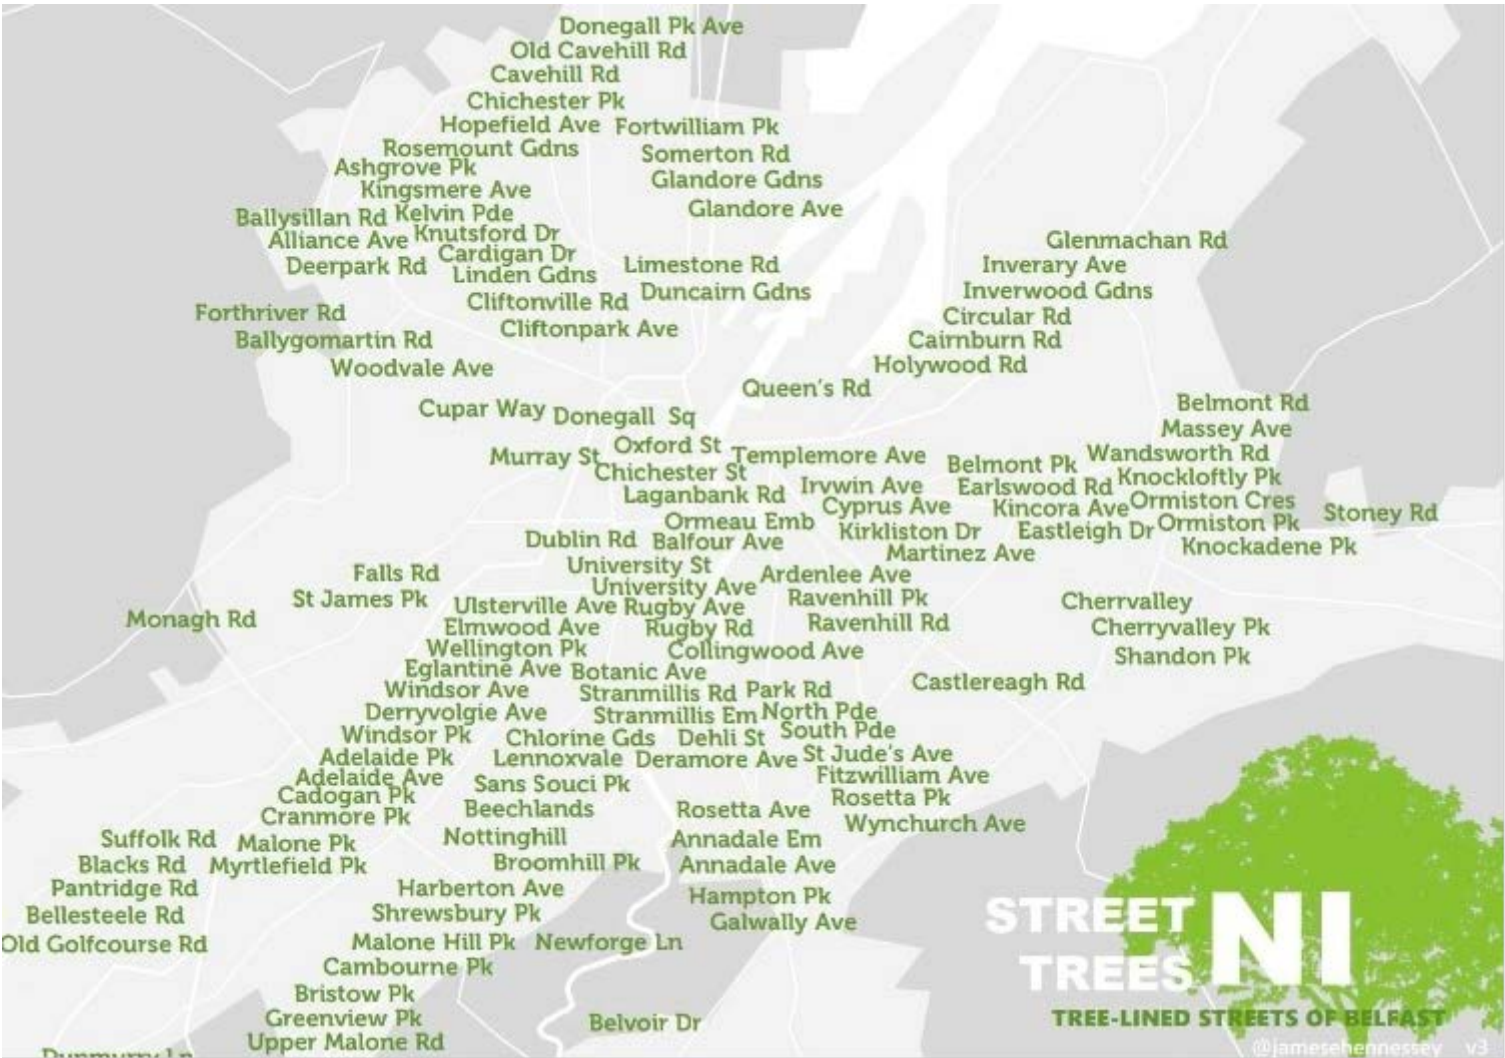 Donegall Pk Ave
Old Cavehill Rd
Cavehill Rd
Chichester Pk
Hopefield Ave Fortwilliam Pk
Rosemount Gdns Somerton Rd
Ashgrove Pk
Kingsmere Ave Glandore Gdns
Ballysillan Rd Kelvin Pde Glandore Ave
Alliance Ave Knutsford Dr Glenmachan Rd
Cardigan Dr
Deerpark Rd Linden Gdns Limestone Rd Inverary Ave
Cliftonville Rd Duncairn Gdns Inverwood Gdns
Forthriver Rd Circular Rd
Ballygomartin Rd Cliftonpark Ave Cairnburn Rd
Woodvale Ave Holywood Rd
Queen's Rd
Cupar Way Donegall Sq Belmont Rd
Massey Ave
Oxford St
Murray St Templemore Ave Wandsworth Rd
Chichester St Belmont Pk Knockloftly Pk
Laganbank Rd Irvwin Ave Earlswood Rd
Cyprus Ave Kincora Ave Ormiston Cres Stoney Rd
Ormeau Emb Kirkliston Dr Eastleigh Dr Ormiston Pk
Dublin Rd Balfour Ave Martinez Ave Knockadene Pk
University St
Falls Rd University Ave Ardenlee Ave
St James Pk Ulsterville Ave Rugby Ave Ravenhill Pk Cherrvalley
Monagh Rd Elmwood Ave Rugby Rd Ravenhill Rd Cherryvalley Pk
Wellington Pk Collingwood Ave Shandon Pk
Eglantine Ave Botanic Ave
Windsor Ave Stranmillis Rd Park Rd Castlereagh Rd
Derryvolgie Ave Stranmillis Em North Pde
Windsor Pk Chlorine Gds Dehli St South Pde
Adelaide Pk Lennoxvale Deramore Ave St Jude's Ave
Adelaide Ave Sans Souci Pk Fitzwilliam Ave
Cadogan Pk Rosetta Pk
Cranmore Pk Beechlands Rosetta Ave Wynchurch Ave
Suffolk Rd Malone Pk Nottinghill Annadale Em
Blacks Rd Myrtlefield Pk Broomhill Pk Annadale Ave
Pantridge Rd Harberton Ave Hampton Pk
Bellesteele Rd Shrewsbury Pk Galwally Ave
Old Golfcourse Rd Malone Hill Pk Newforge Ln
Cambourne Pk
Bristow Pk
Greenview Pk Belvoir Dr
Upper Malone Rd
Dunmurry Ln
STREET
TREES NI
TREE-LINED STREETS OF BELFAST
@jamesehennessey v3